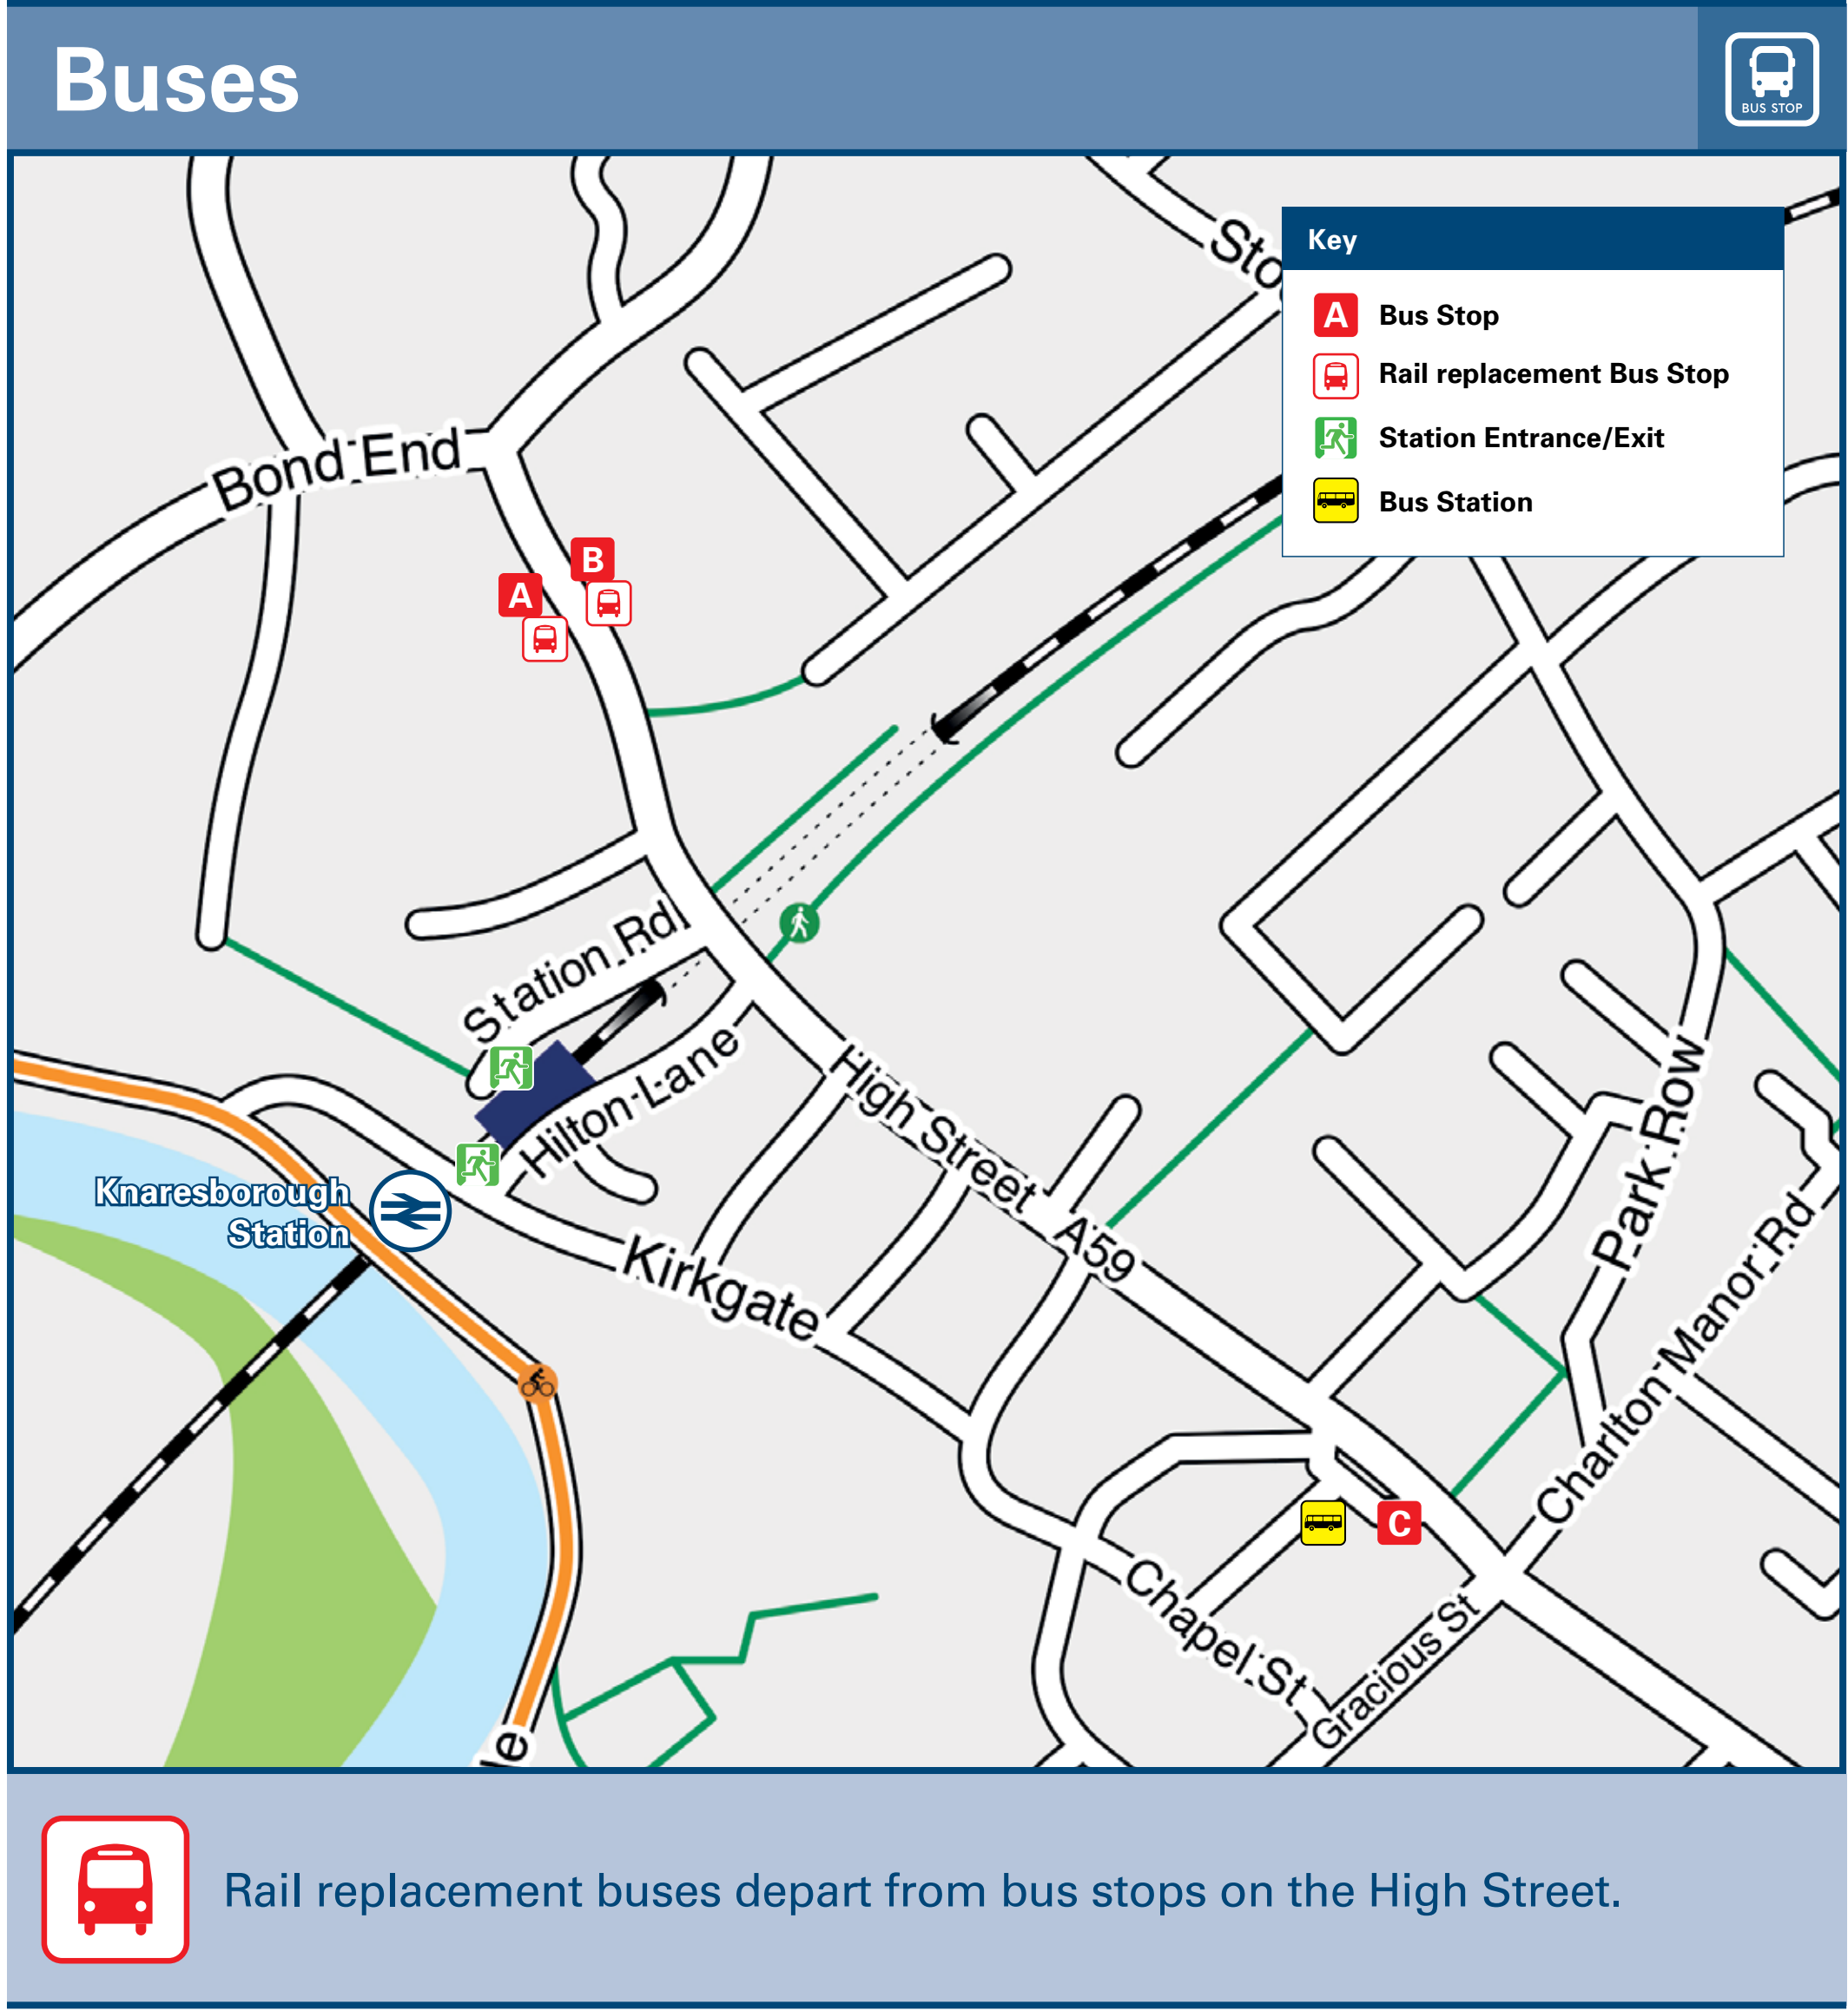 Buses
BUS STOP
Key
A Bus Stop
Rail replacement Bus Stop
Station Entrance/Exit
Bus Station
Bond End
B
A
Station Rd
Hilton Lane
High Street A59
Knaresborough
Station
Kirkgate
Park Row
Charlton Manor Rd
C
Chapel St
Gracious St
Rail replacement buses depart from bus stops on the High Street.